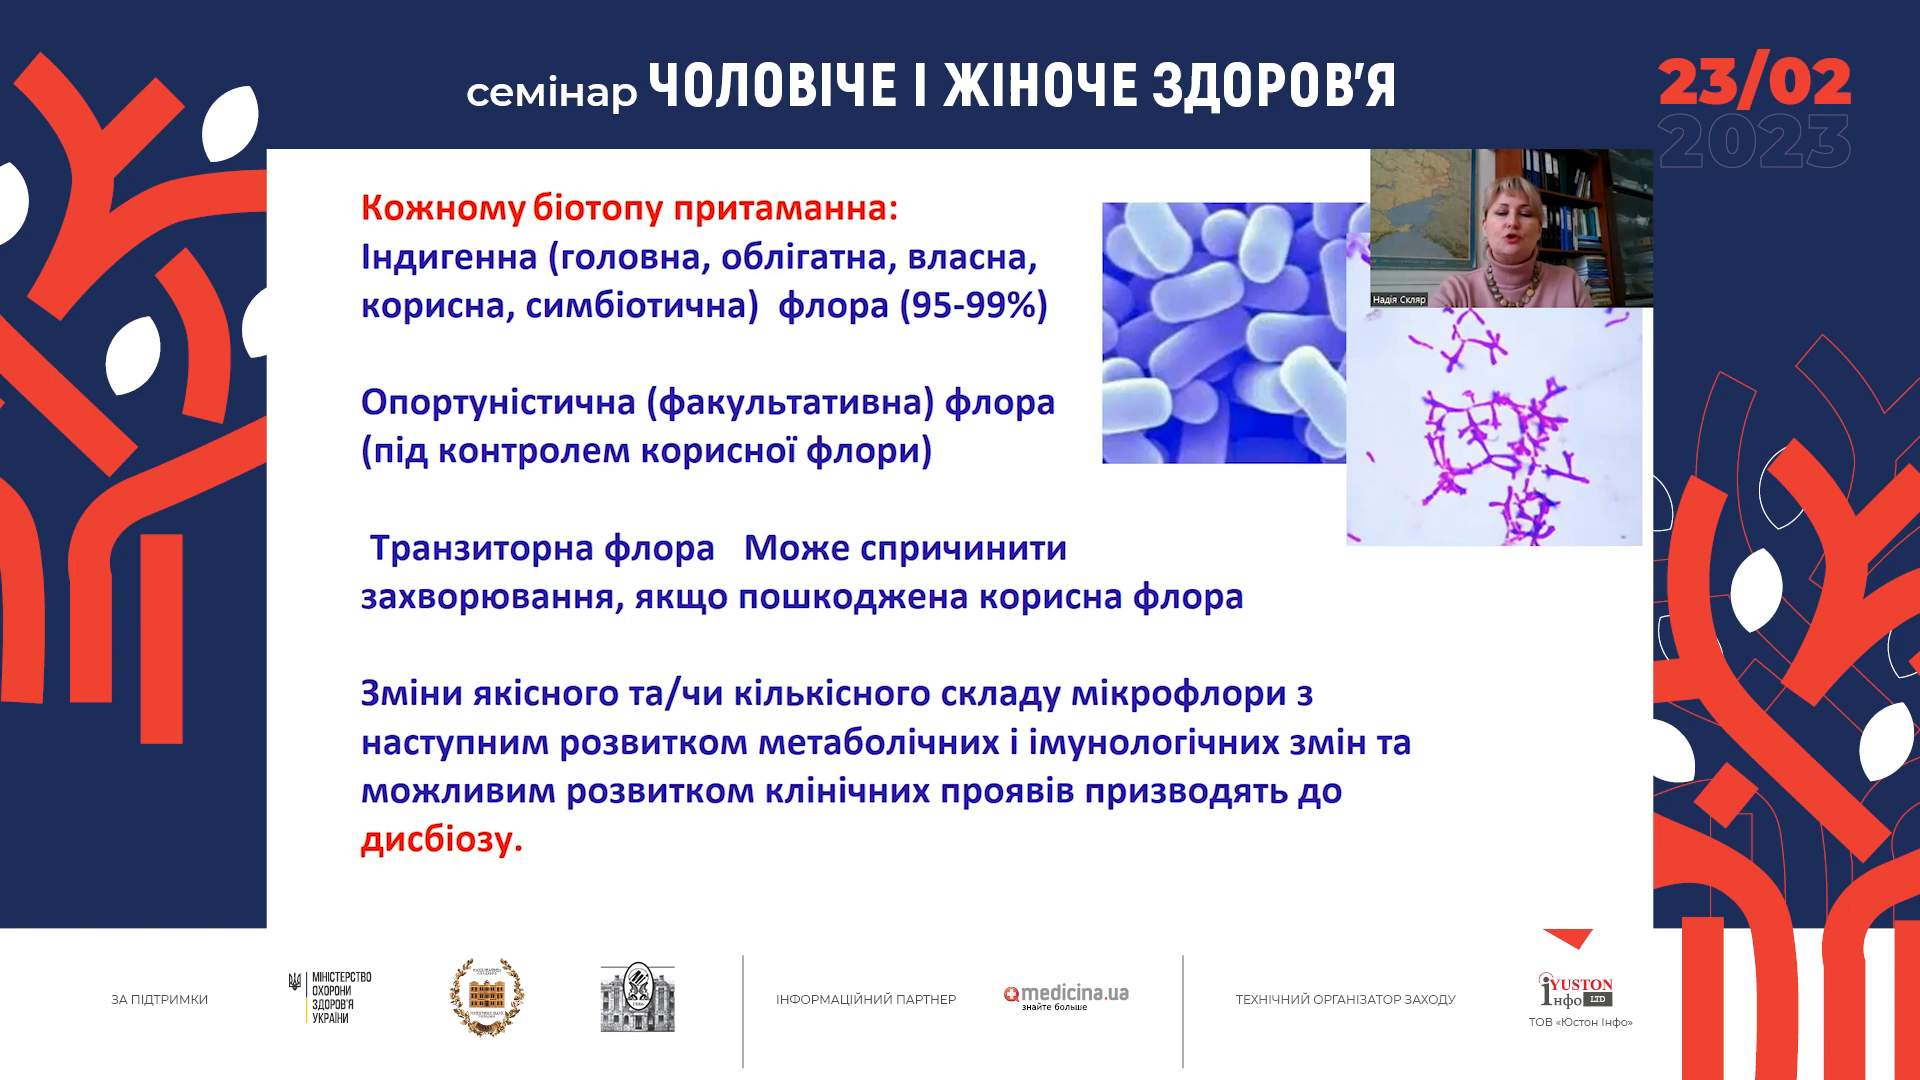 семінар ЧОЛОВІЧЕ І ЖІНОЧЕ ЗДОРОВ'Я
23/02
2023
Кожному біотопу притаманна:
Індигенна (головна, облігатна, власна,
корисна, симбіотична)  флора (95-99%)
Опортуністична (факультативна) флора
(під контролем корисної флори)
Транзиторна флора   Може спричинити
захворювання, якщо пошкоджена корисна флора
Зміни якісного та/чи кількісного складу мікрофлори з
наступним розвитком метаболічних і імунологічних змін та
можливим розвитком клінічних проявів призводять до
дисбіозу.
Надія Скляр
ЗА ПІДТРИМКИ
МІНІСТЕРСТВО
ОХОРОНИ
ЗДОРОВ'Я
УКРАЇНИ
ІНФОРМАЦІЙНИЙ ПАРТНЕР
medicina.ua
знайте больше
ТЕХНІЧНИЙ ОРГАНІЗАТОР ЗАХОДУ
iYUSTON
Інфо LTD
ТОВ «Юстон Інфо»